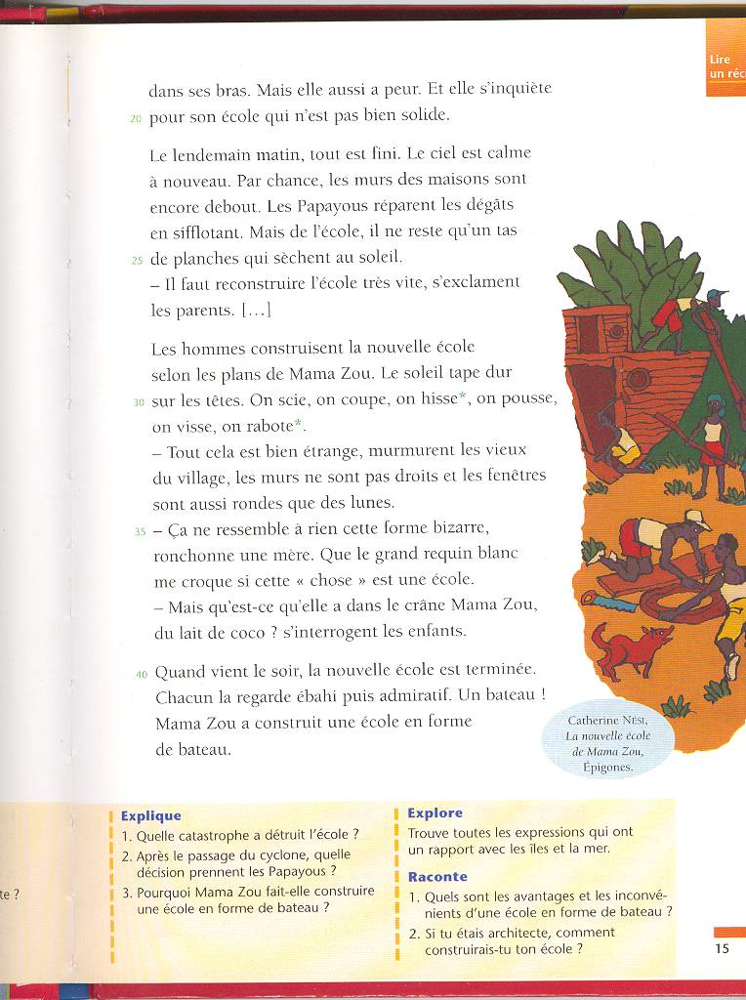 Lire
un réc
dans ses bras. Mais elle aussi a peur. Et elle s'inquiète
20 pour son école qui n'est pas bien solide.
Le lendemain matin, tout est fini. Le ciel est calme
à nouveau. Par chance, les murs des maisons sont
encore debout. Les Papayous réparent les dégâts
en sifflotant. Mais de l'école, il ne reste qu'un tas
25 de planches qui sèchent au soleil.
– Il faut reconstruire l'école très vite, s'exclament
les parents. [...]
Les hommes construisent la nouvelle école
selon les plans de Mama Zou. Le soleil tape dur
30 sur les têtes. On scie, on coupe, on hisse*, on pousse,
on visse, on rabote*.
– Tout cela est bien étrange, murmurent les vieux
du village, les murs ne sont pas droits et les fenêtres
sont aussi rondes que des lunes.
35 – Ça ne ressemble à rien cette forme bizarre,
ronchonne une mère. Que le grand requin blanc
me croque si cette « chose » est une école.
– Mais qu'est-ce qu'elle a dans le crâne Mama Zou,
du lait de coco ? s'interrogent les enfants.
40 Quand vient le soir, la nouvelle école est terminée.
Chacun la regarde ébahi puis admiratif. Un bateau !
Mama Zou a construit une école en forme
de bateau.
Catherine NÉSI,
La nouvelle école
de Mama Zou,
Épigones.
te ?
Explique
1. Quelle catastrophe a détruit l'école ?
2. Après le passage du cyclone, quelle
décision prennent les Papayous ?
3. Pourquoi Mama Zou fait-elle construire
une école en forme de bateau ?
Explore
Trouve toutes les expressions qui ont
un rapport avec les îles et la mer.
Raconte
1. Quels sont les avantages et les inconvé-
nients d'une école en forme de bateau ?
2. Si tu étais architecte, comment
construirais-tu ton école ?
15